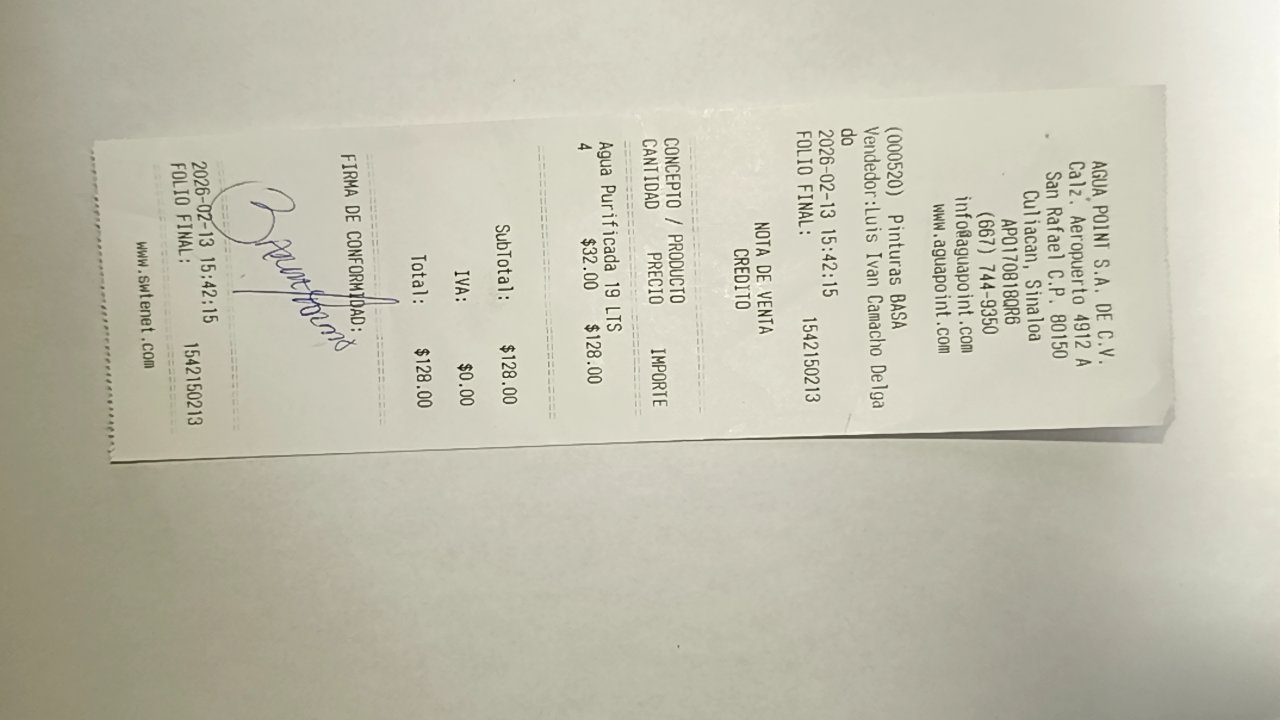 AGUA POINT S.A. DE C.V.
Calz. Aeropuerto 4912 A
San Rafael C.P. 80150
Culiacan, Sinaloa
APO170818QR6
(667) 744-9350
info@aguapoint.com
www.aguapoint.com
(000520) Pinturas BASA
Vendedor:Luis Ivan Camacho Delga
do
2026-02-13 15:42:15
FOLIO FINAL: 1542150213
NOTA DE VENTA
CREDITO
CONCEPTO / PRODUCTO
CANTIDAD PRECIO IMPORTE
Agua Purificada 19 LTS
4 $32.00 $128.00
SubTotal: $128.00
IVA: $0.00
Total: $128.00
FIRMA DE CONFORMIDAD:
2026-02-13 15:42:15
FOLIO FINAL: 1542150213
www.swtenet.com